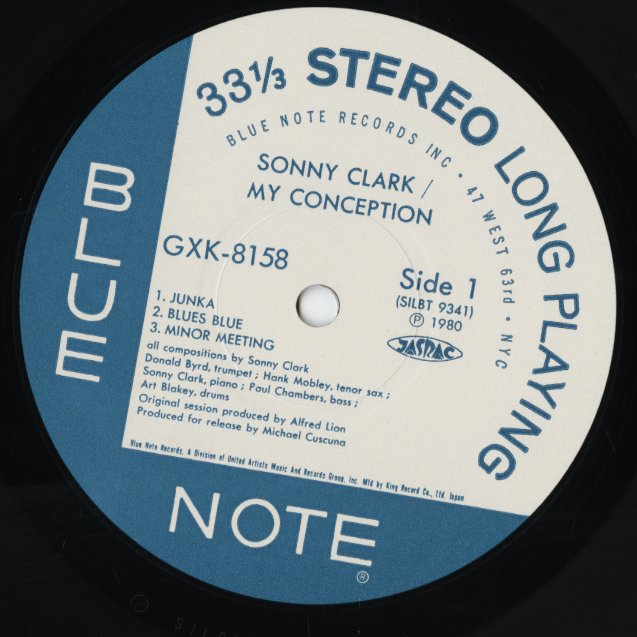 33⅓ STEREO LONG PLAYING
BLUE NOTE RECORDS INC • 47 WEST 63rd • NYC
SONNY CLARK /
MY CONCEPTION
GXK-8158
Side 1
(SILBT 9341)
Ⓟ 1980
JASRAC
1. JUNKA
2. BLUES BLUE
3. MINOR MEETING
all compositions by Sonny Clark
Donald Byrd, trumpet ; Hank Mobley, tenor sax ;
Sonny Clark, piano ; Paul Chambers, bass ;
Art Blakey, drums
Original session produced by Alfred Lion
Produced for release by Michael Cuscuna
Blue Note Records, A Division of United Artists Music And Records Group, Inc. Mfd by King Record Co., Ltd. Japan
BLUE
NOTE
®